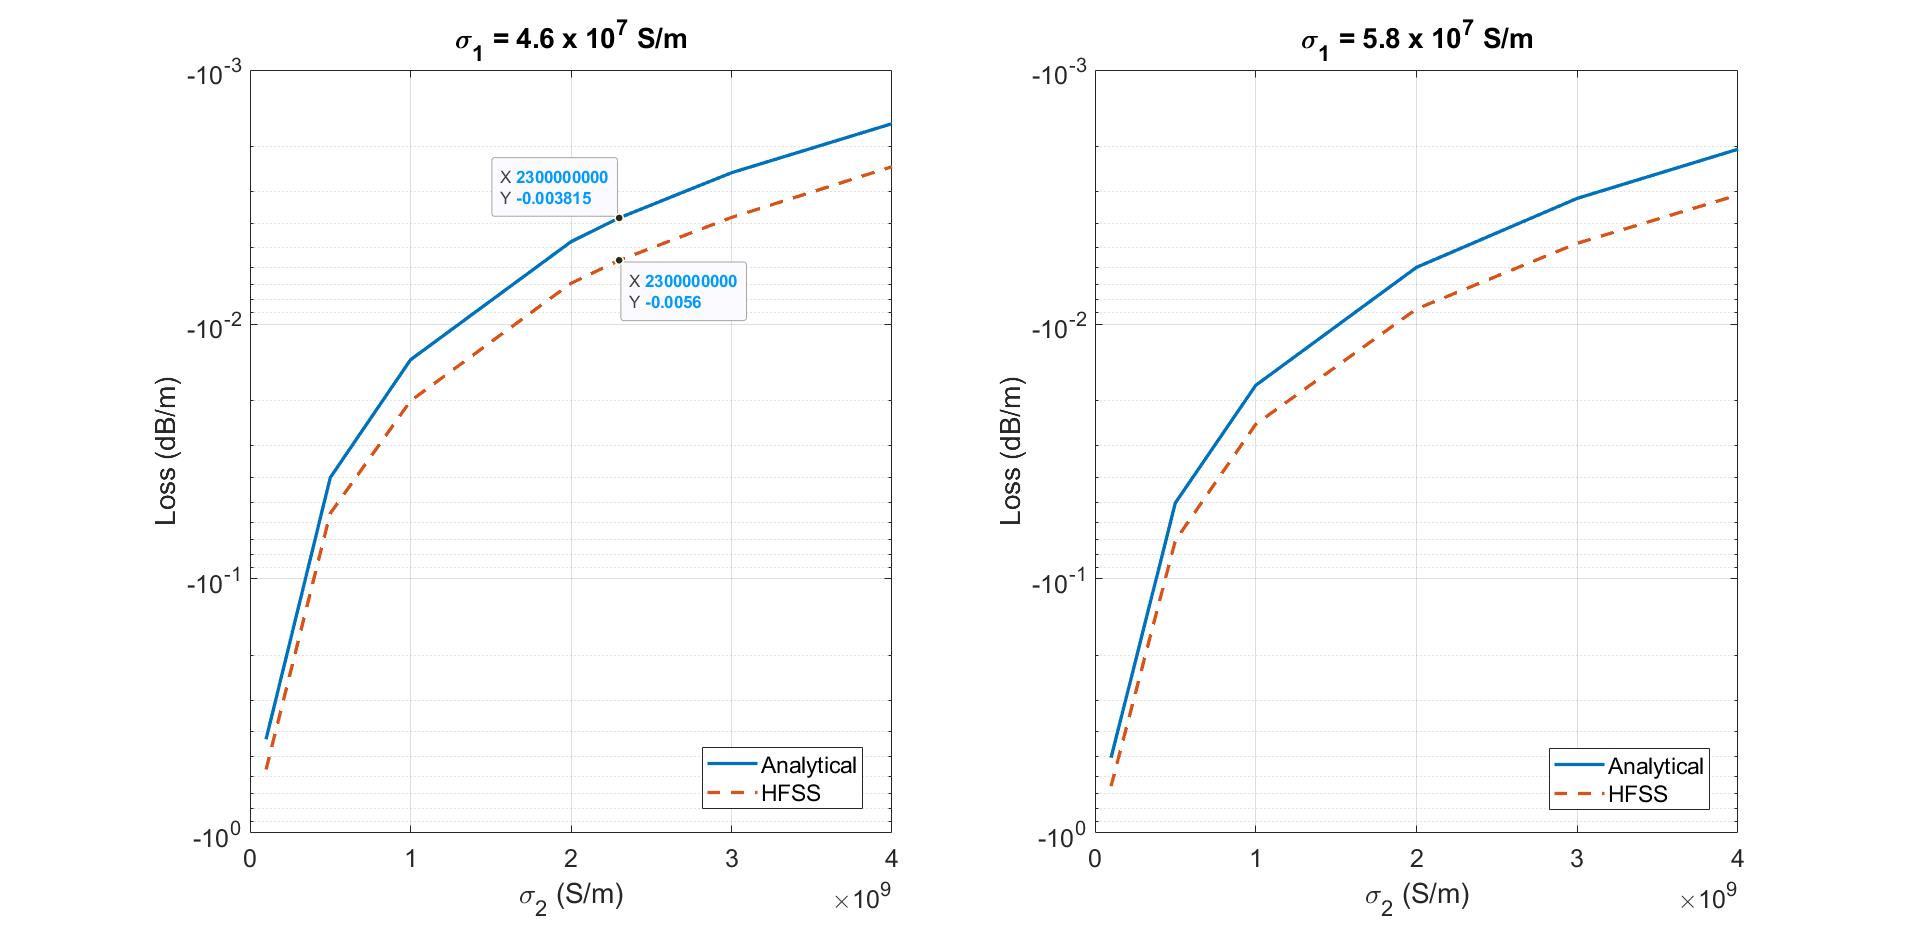 σ1 = 4.6 x 10^7 S/m
-10^-3
-10^-2
-10^-1
-10^0
Loss (dB/m)
X 2300000000
Y -0.003815
X 2300000000
Y -0.0056
Analytical
HFSS
0 1 2 3 4
σ2 (S/m)
×10^9
σ1 = 5.8 x 10^7 S/m
-10^-3
-10^-2
-10^-1
-10^0
Loss (dB/m)
Analytical
HFSS
0 1 2 3 4
σ2 (S/m)
×10^9